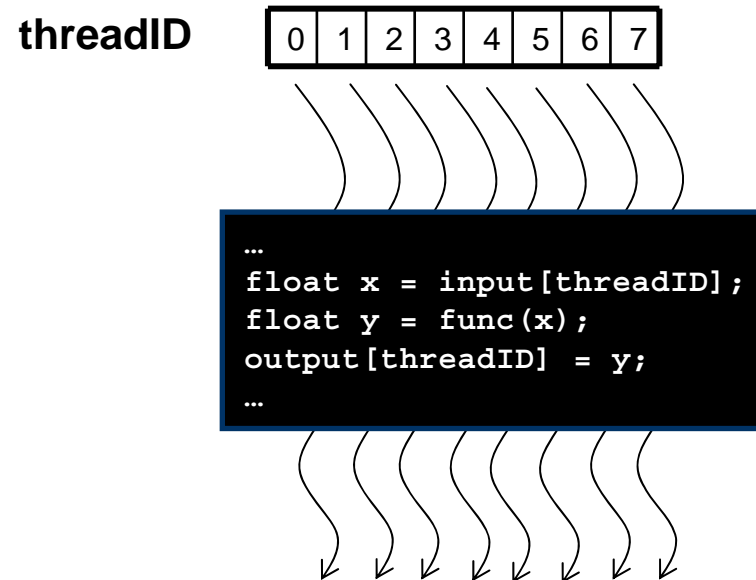 threadID 0 1 2 3 4 5 6 7
…
float x = input[threadID];
float y = func(x);
output[threadID] = y;
…